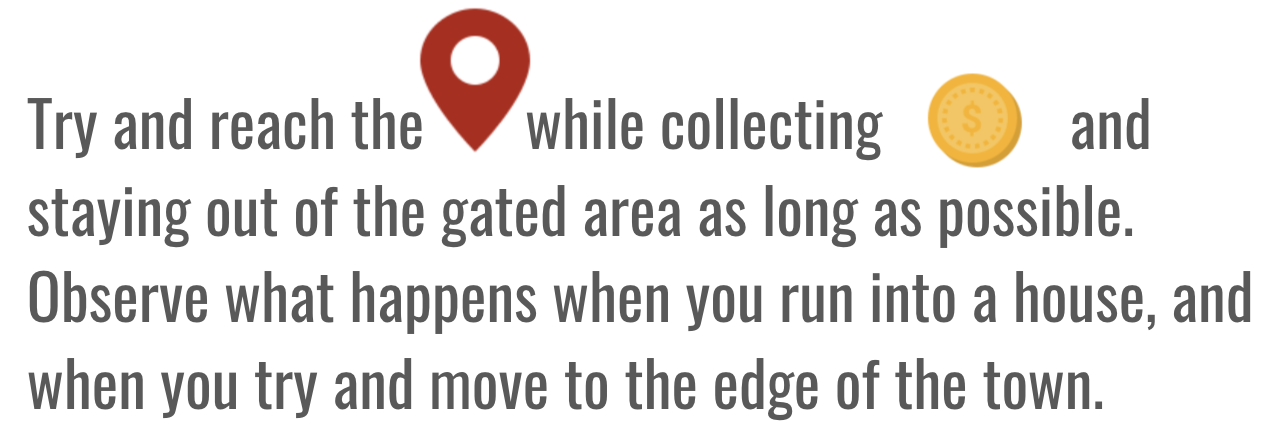 Try and reach the while collecting $ and
staying out of the gated area as long as possible.
Observe what happens when you run into a house, and
when you try and move to the edge of the town.